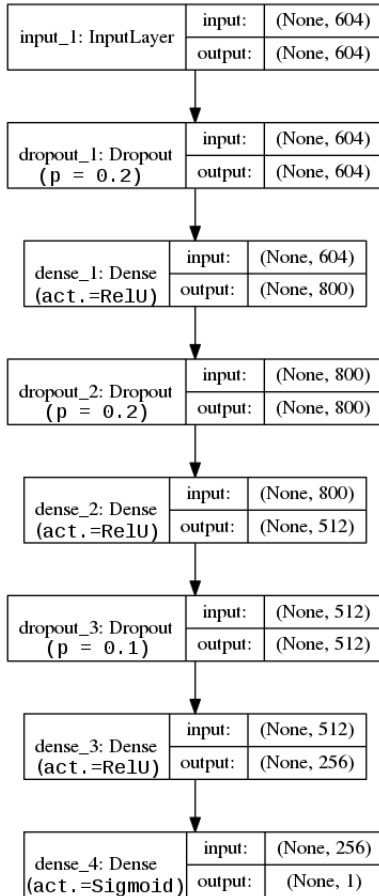 input_1: InputLayer
input: (None, 604)
output: (None, 604)
dropout_1: Dropout
(p = 0.2)
input: (None, 604)
output: (None, 604)
dense_1: Dense
(act.=RelU)
input: (None, 604)
output: (None, 800)
dropout_2: Dropout
(p = 0.2)
input: (None, 800)
output: (None, 800)
dense_2: Dense
(act.=RelU)
input: (None, 800)
output: (None, 512)
dropout_3: Dropout
(p = 0.1)
input: (None, 512)
output: (None, 512)
dense_3: Dense
(act.=RelU)
input: (None, 512)
output: (None, 256)
dense_4: Dense
(act.=Sigmoid)
input: (None, 256)
output: (None, 1)